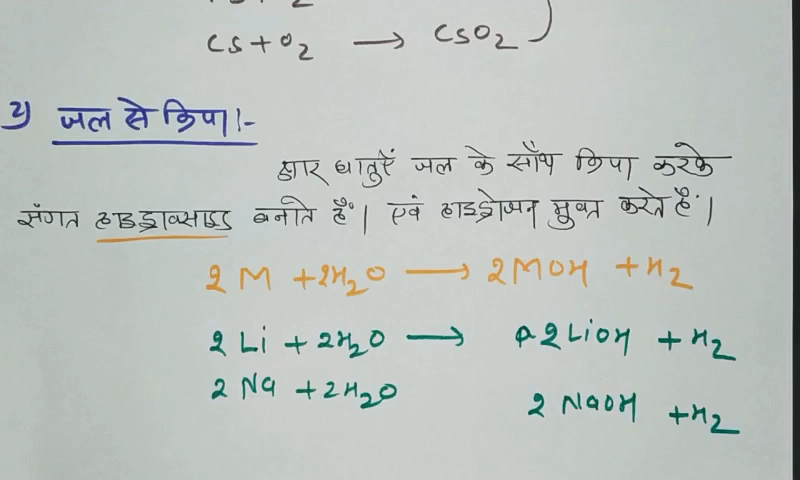 Cs + O2 → CsO2
2) जल से क्रिया:-
क्षार धातुएँ जल के साथ क्रिया करके
संगत हाइड्राक्साइड बनाते हैं। एवं हाइड्रोजन मुक्त करते हैं।
2M + 2H2O → 2MOH + H2
2Li + 2H2O → 2LiOH + H2
2Na + 2H2O 2NaOH + H2